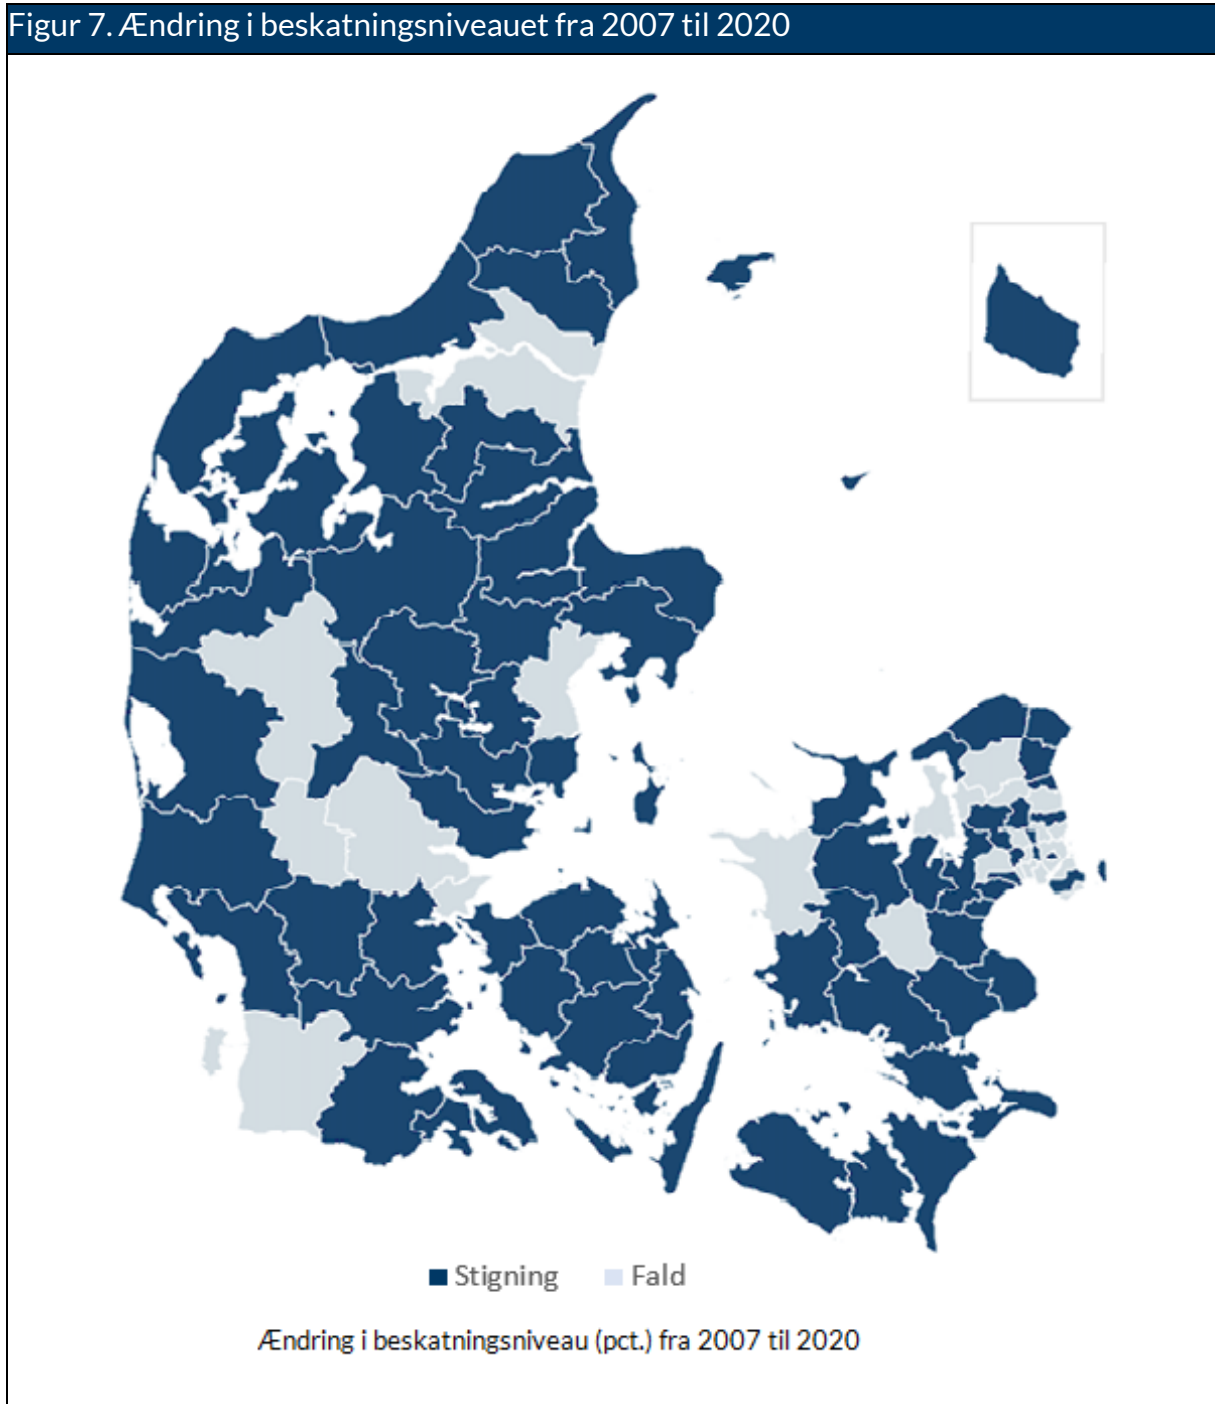 Figur 7. Ændring i beskatningsniveauet fra 2007 til 2020
Stigning Fald
Ændring i beskatningsniveau (pct.) fra 2007 til 2020